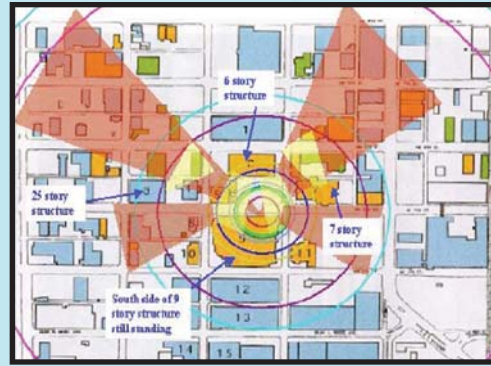 6 story
structure
1
25 story
structure
3
7 story
structure
9
10
11
South side of 9
story structure
still standing
12
13
14
15